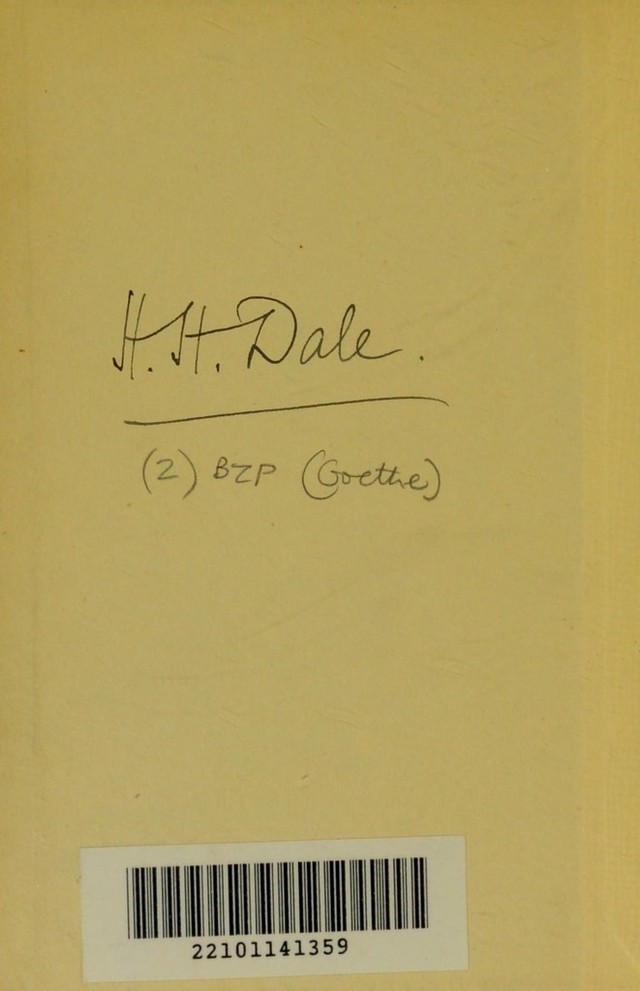 H. H. Dale.
(2) BZP (Goethe)
22101141359